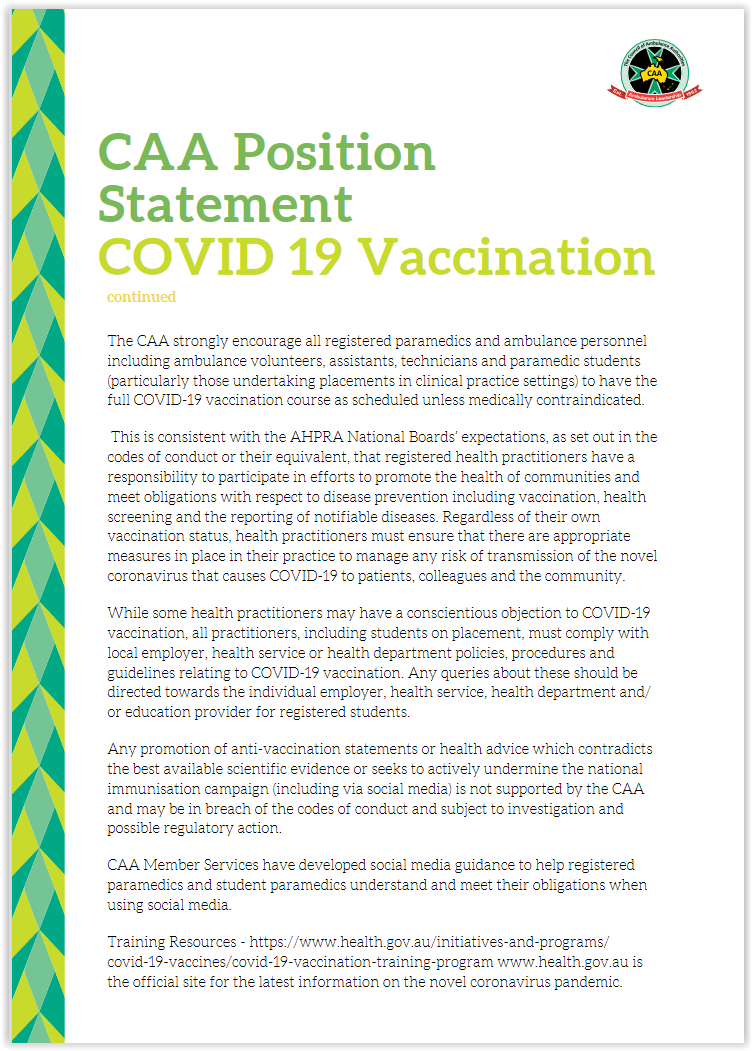 The Council of Ambulance Authorities
CAA
Est.
Ambulance Leadership
1962
CAA Position
Statement
COVID 19 Vaccination
continued
The CAA strongly encourage all registered paramedics and ambulance personnel
including ambulance volunteers, assistants, technicians and paramedic students
(particularly those undertaking placements in clinical practice settings) to have the
full COVID-19 vaccination course as scheduled unless medically contraindicated.
This is consistent with the AHPRA National Boards' expectations, as set out in the
codes of conduct or their equivalent, that registered health practitioners have a
responsibility to participate in efforts to promote the health of communities and
meet obligations with respect to disease prevention including vaccination, health
screening and the reporting of notifiable diseases. Regardless of their own
vaccination status, health practitioners must ensure that there are appropriate
measures in place in their practice to manage any risk of transmission of the novel
coronavirus that causes COVID-19 to patients, colleagues and the community.
While some health practitioners may have a conscientious objection to COVID-19
vaccination, all practitioners, including students on placement, must comply with
local employer, health service or health department policies, procedures and
guidelines relating to COVID-19 vaccination. Any queries about these should be
directed towards the individual employer, health service, health department and/
or education provider for registered students.
Any promotion of anti-vaccination statements or health advice which contradicts
the best available scientific evidence or seeks to actively undermine the national
immunisation campaign (including via social media) is not supported by the CAA
and may be in breach of the codes of conduct and subject to investigation and
possible regulatory action.
CAA Member Services have developed social media guidance to help registered
paramedics and student paramedics understand and meet their obligations when
using social media.
Training Resources - https://www.health.gov.au/initiatives-and-programs/
covid-19-vaccines/covid-19-vaccination-training-program www.health.gov.au is
the official site for the latest information on the novel coronavirus pandemic.